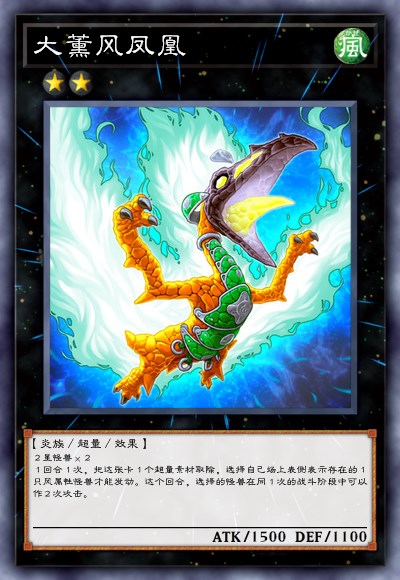 大薰风凤凰
風
【炎族／超量／效果】
2星怪兽×2
1回合1次，把这张卡1个超量素材取除，选择自己场上表侧表示存在的1
只风属性怪兽才能发动。这个回合，选择的怪兽在同1次的战斗阶段中可以
作2次攻击。
ATK/1500 DEF/1100